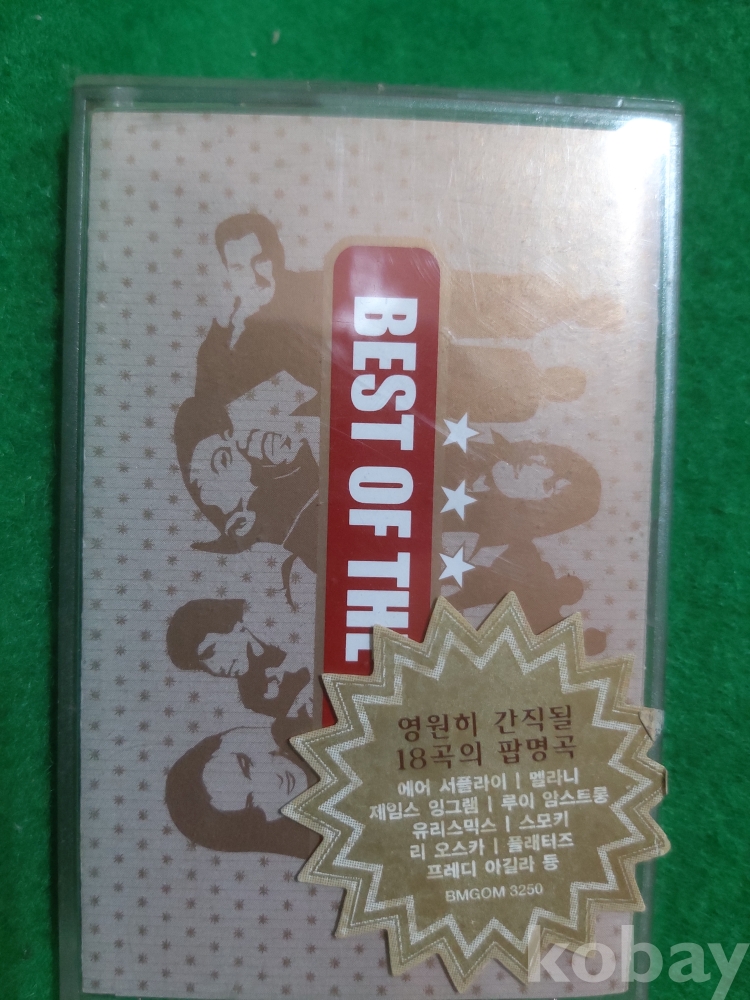 BEST OF THE
영원히 간직될
18곡의 팝명곡
에어 서플라이 | 멜라니
제임스 잉그램 | 루이 암스트롱
유리스믹스 | 스모키
리 오스카 | 플래터즈
프레디 아길라 등
BMGOM 3250
kobay